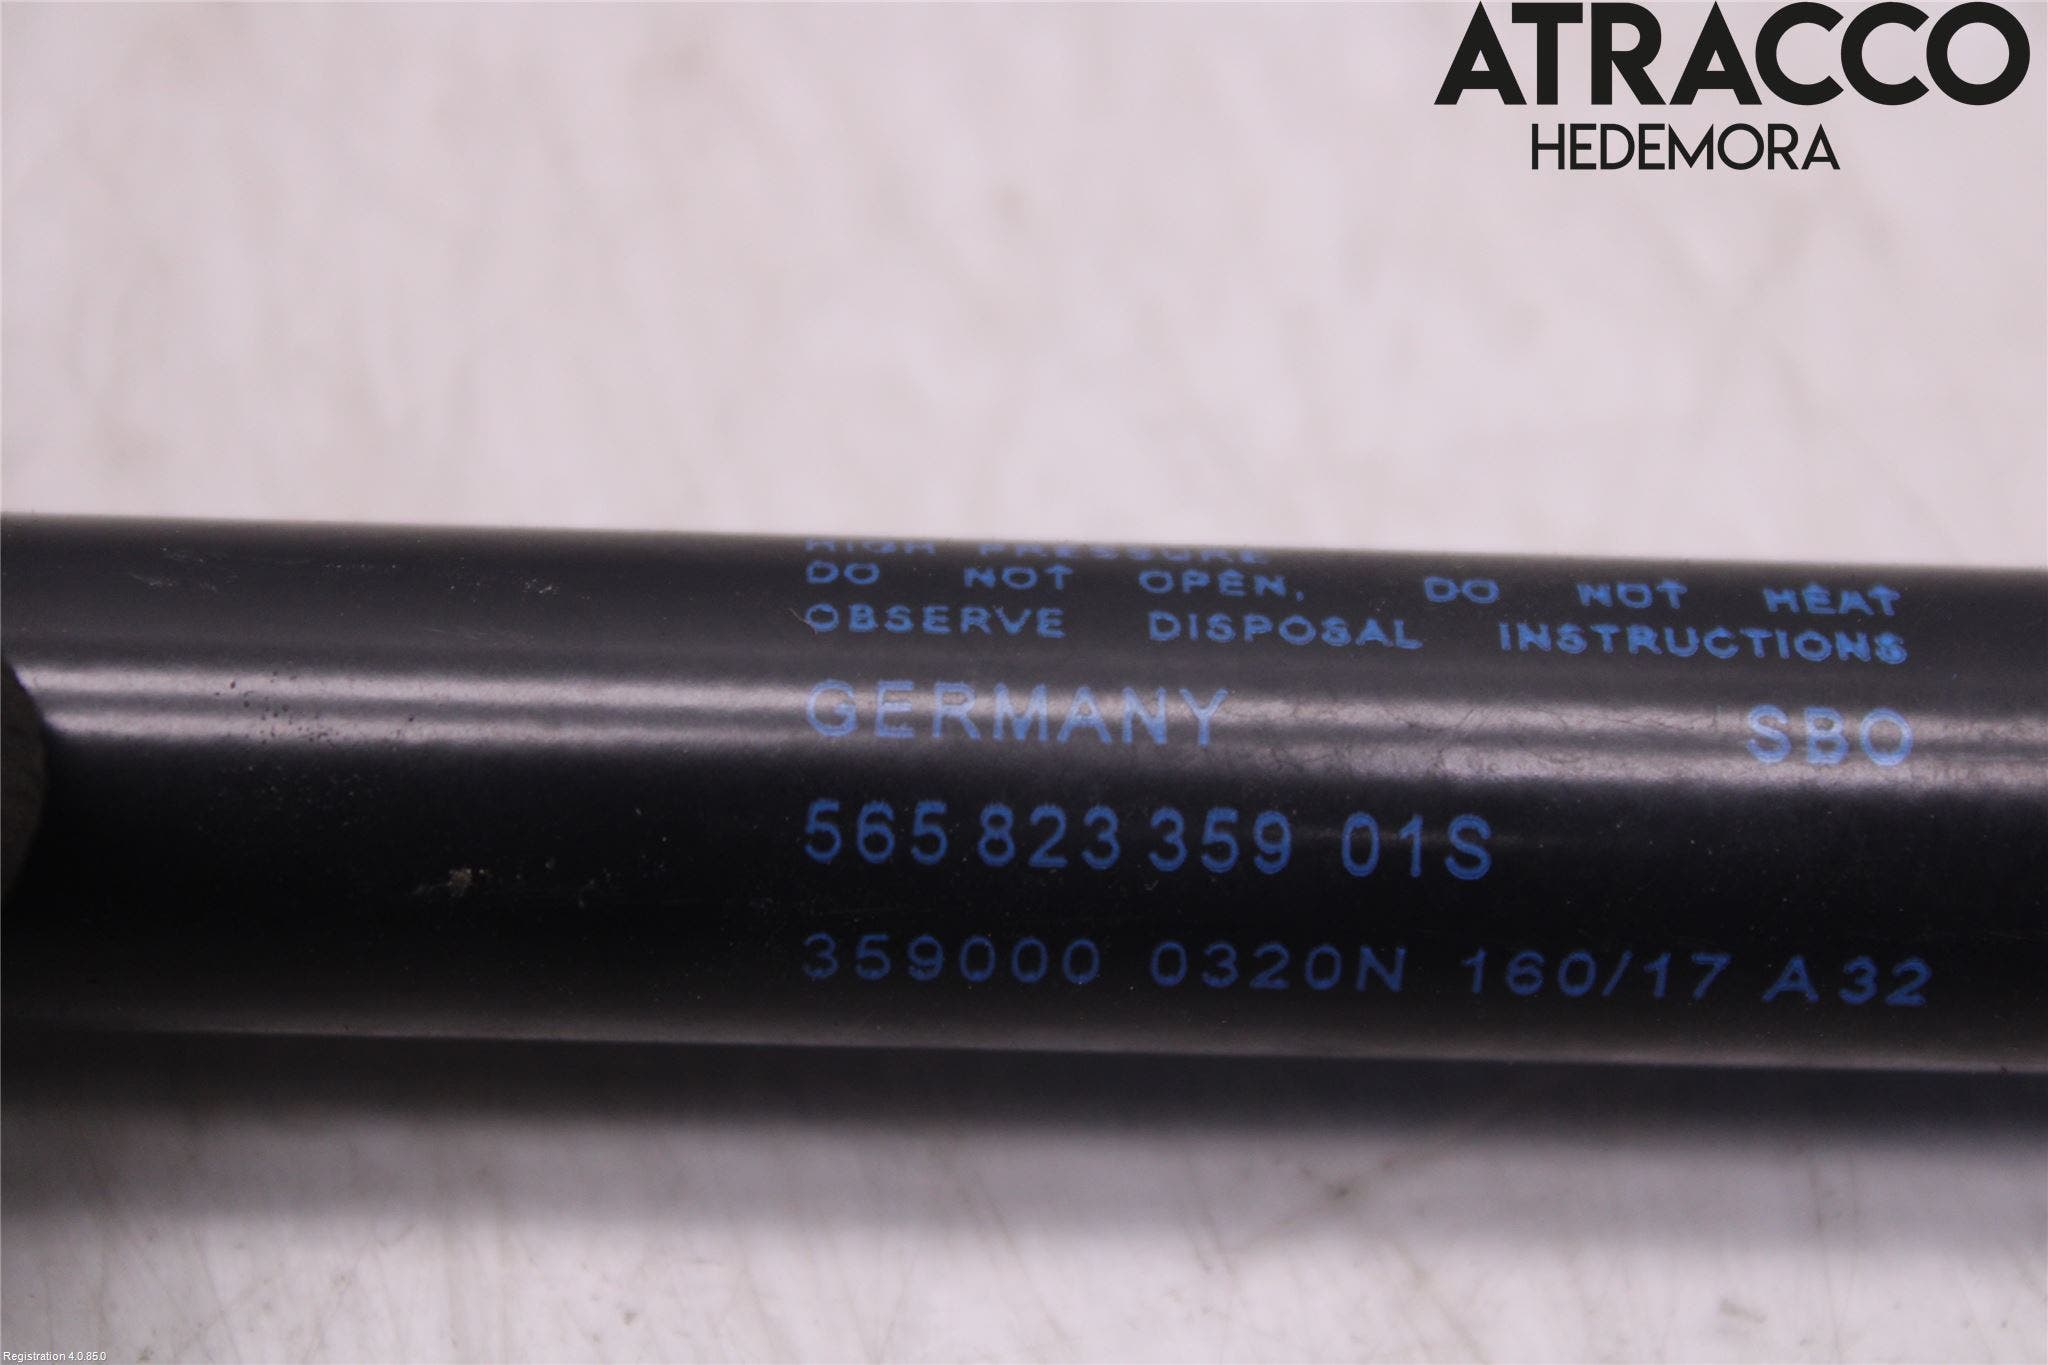 ATRACCO
HEDEMORA
HIGH PRESSURE
DO NOT OPEN, DO NOT HEAT
OBSERVE DISPOSAL INSTRUCTIONS
GERMANY SBO
565 823 359 01S
359000 0320N 160/17 A 32
Registration 4.0.85.0